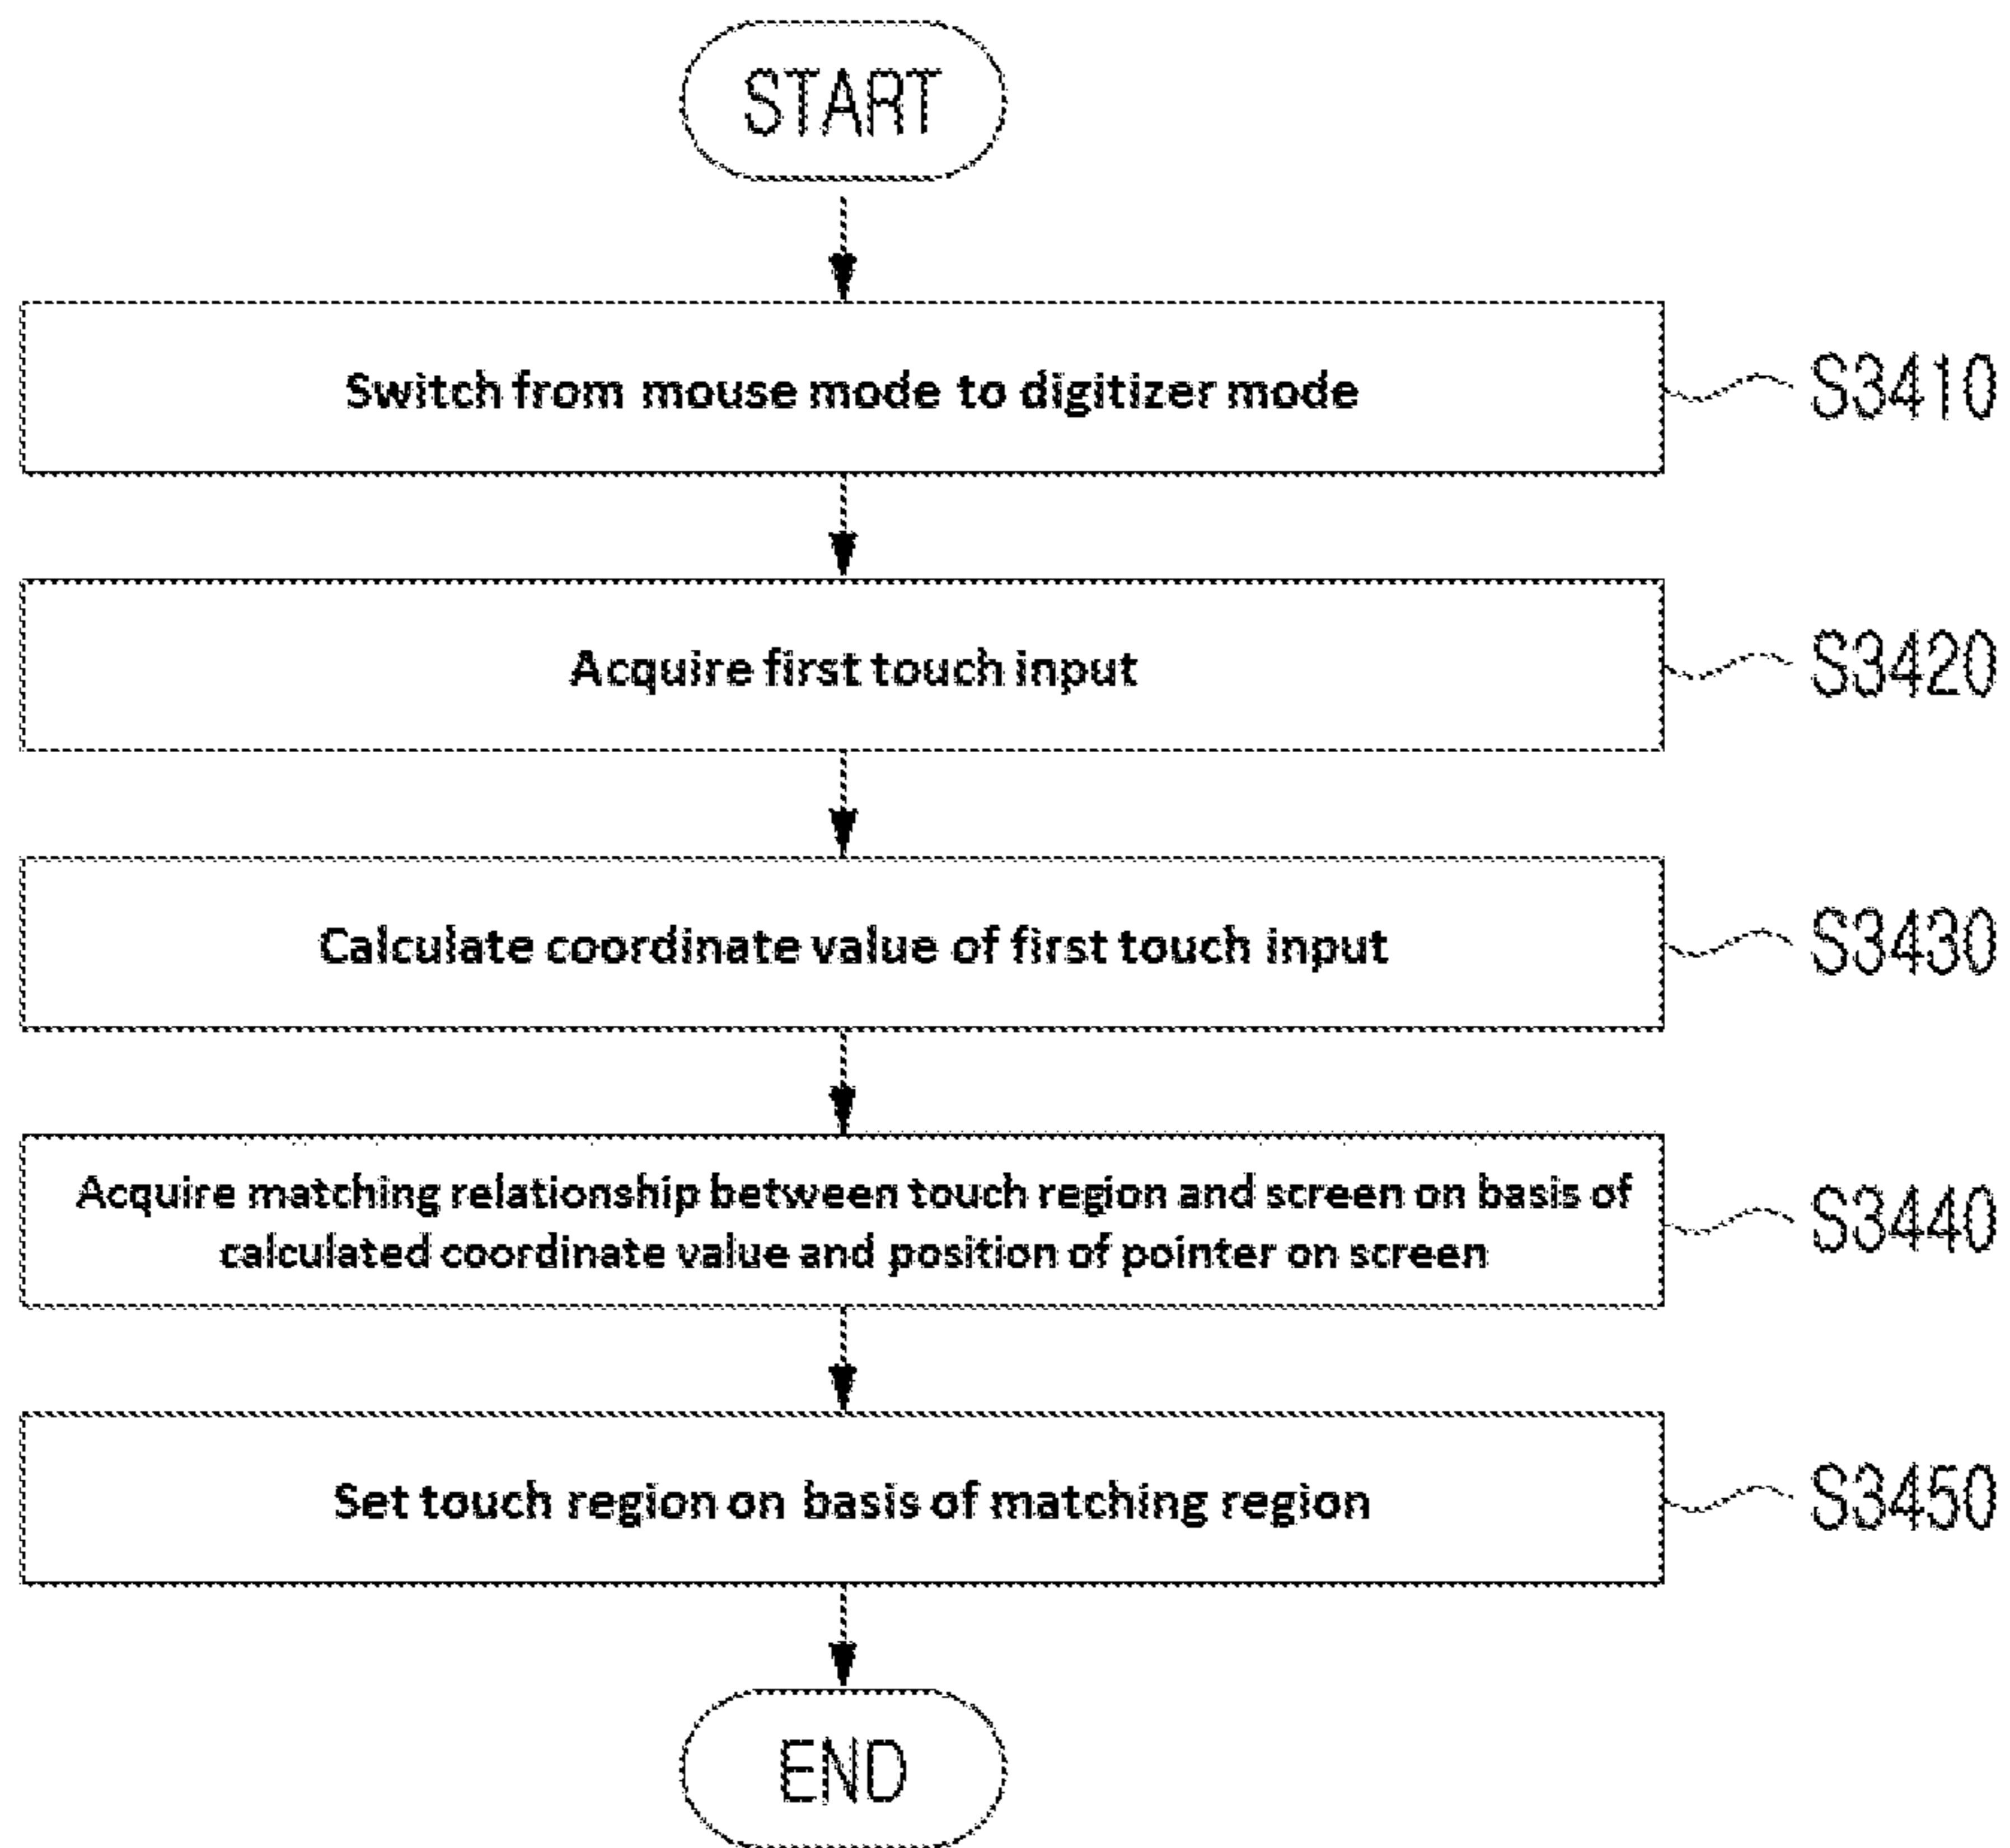 START
Switch from mouse mode to digitizer mode
S3410
Acquire first touch input
S3420
Calculate coordinate value of first touch input
S3430
Acquire matching relationship between touch region and screen on basis of
calculated coordinate value and position of pointer on screen
S3440
Set touch region on basis of matching region
S3450
END